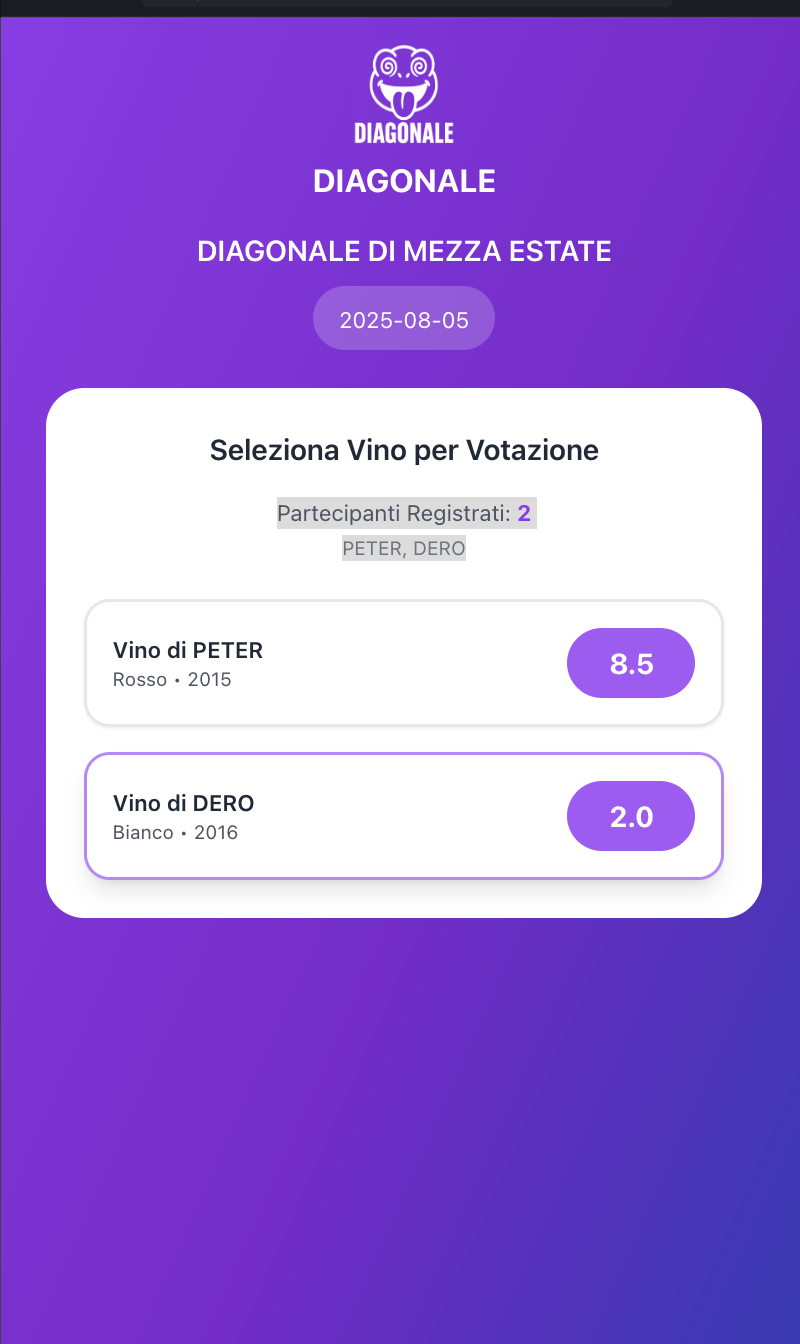 DIAGONALE
DIAGONALE
DIAGONALE DI MEZZA ESTATE
2025-08-05
Seleziona Vino per Votazione
Partecipanti Registrati: 2
PETER, DERO
Vino di PETER
Rosso • 2015
8.5
Vino di DERO
Bianco • 2016
2.0